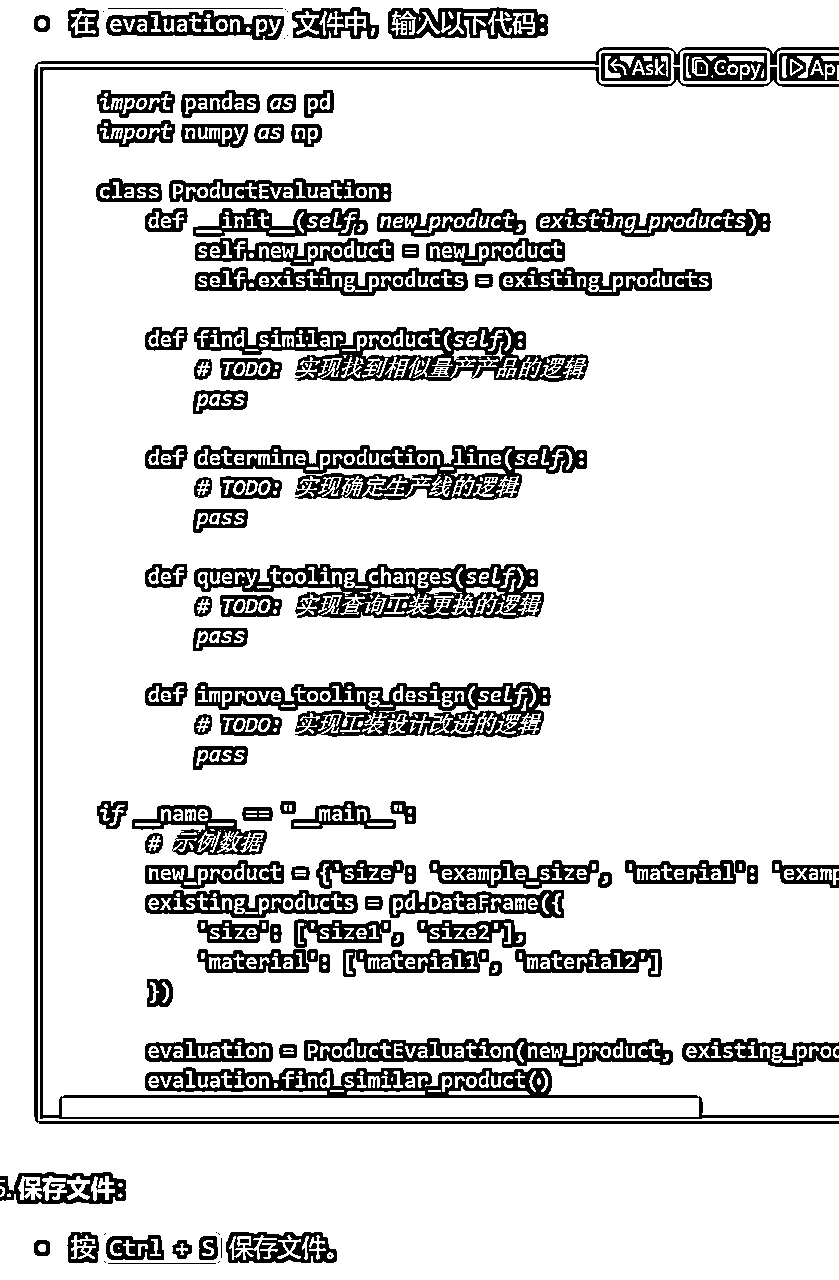 在 evaluation.py 文件中，输入以下代码：
Ask Copy Ap
import pandas as pd
import numpy as np
class ProductEvaluation:
def __init__(self, new_product, existing_products):
self.new_product = new_product
self.existing_products = existing_products
def find_similar_product(self):
# TODO: 实现找到相似量产产品的逻辑
pass
def determine_production_line(self):
# TODO: 实现确定生产线的逻辑
pass
def query_tooling_changes(self):
# TODO: 实现查询工装更换的逻辑
pass
def improve_tooling_design(self):
# TODO: 实现工装设计改进的逻辑
pass
if __name__ == "__main__":
# 示例数据
new_product = {'size': 'example_size', 'material': 'examp
existing_products = pd.DataFrame({
'size': ['size1', 'size2'],
'material': ['material1', 'material2']
})
evaluation = ProductEvaluation(new_product, existing_prod
evaluation.find_similar_product()
5. 保存文件：
按 Ctrl + S 保存文件。